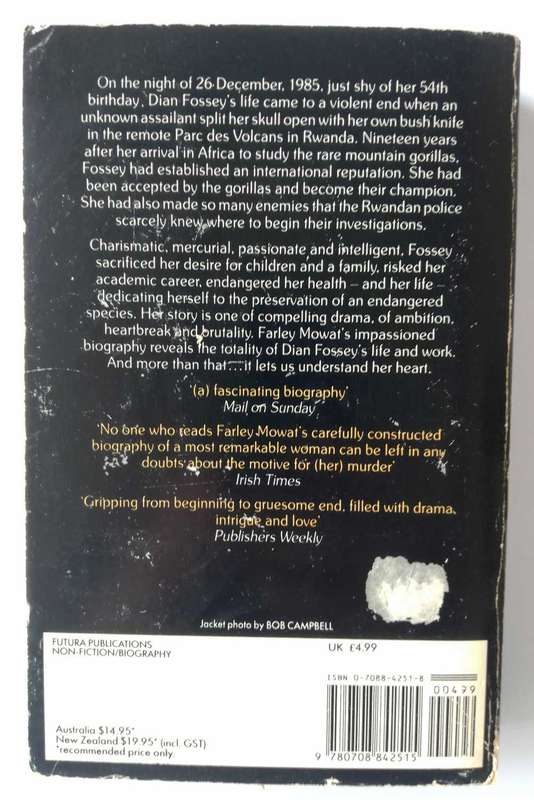 On the night of 26 December, 1985, just shy of her 54th
birthday, Dian Fossey's life came to a violent end when an
unknown assailant split her skull open with her own bush knife
in the remote Parc des Volcans in Rwanda. Nineteen years
after her arrival in Africa to study the rare mountain gorillas,
Fossey had established an international reputation. She had
been accepted by the gorillas and become their champion.
She had also made so many enemies that the Rwandan police
scarcely knew where to begin their investigations.
Charismatic, mercurial, passionate and intelligent, Fossey
sacrificed her desire for children and a family, risked her
academic career, endangered her health – and her life –
dedicating herself to the preservation of an endangered
species. Her story is one of compelling drama, of ambition,
heartbreak and brutality. Farley Mowat's impassioned
biography reveals the totality of Dian Fossey's life and work.
And more than that...it lets us understand her heart.
'(a) fascinating biography'
Mail on Sunday
'No one who reads Farley Mowat's carefully constructed
biography of a most remarkable woman can be left in any
doubts about the motive for (her) murder'
Irish Times
'Gripping from beginning to gruesome end, filled with drama,
intrigue and love'
Publishers Weekly
Jacket photo by BOB CAMPBELL
FUTURA PUBLICATIONS
NON-FICTION/BIOGRAPHY
UK £4.99
ISBN 0-7088-4251-8
00499
Australia $14.95*
New Zealand $19.95* (incl. GST)
*recommended price only.
9 780708 842515